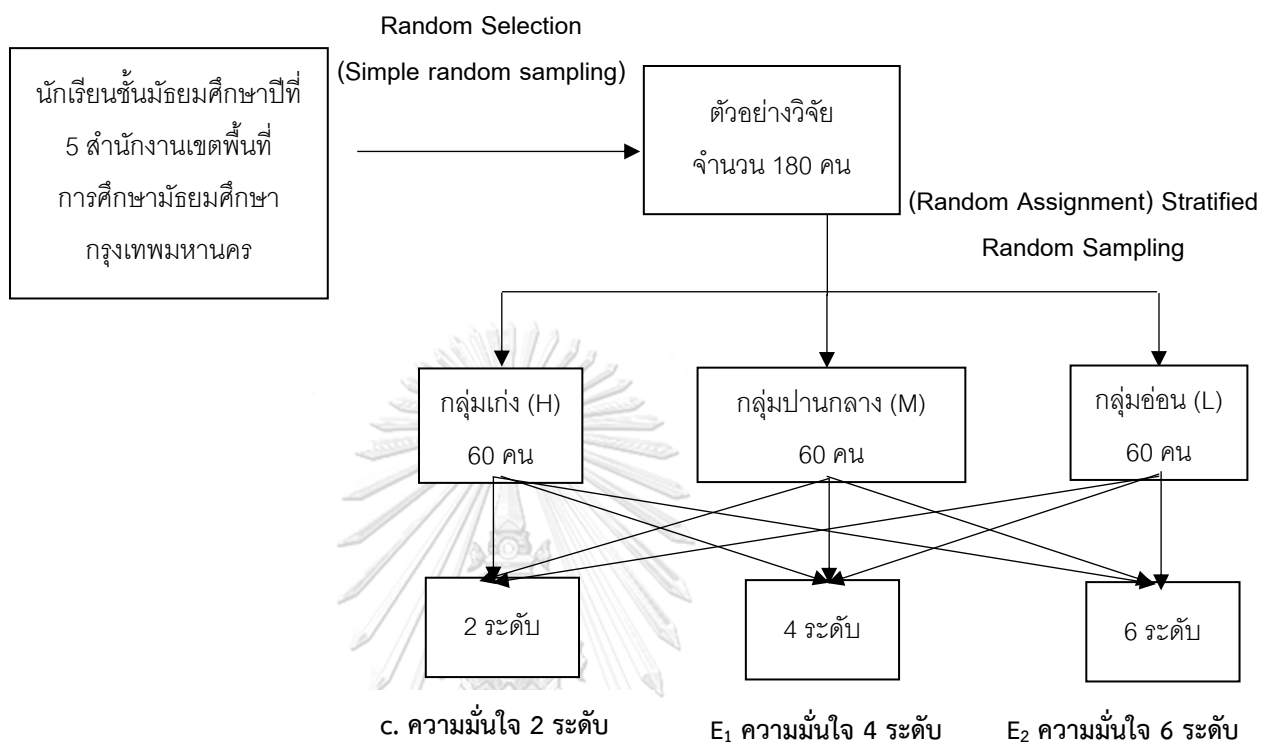 Random Selection
(Simple random sampling)
นักเรียนชั้นมัธยมศึกษาปีที่
5 สำนักงานเขตพื้นที่
การศึกษามัธยมศึกษา
กรุงเทพมหานคร
ตัวอย่างวิจัย
จำนวน 180 คน
(Random Assignment) Stratified
Random Sampling
กลุ่มเก่ง (H)
60 คน
กลุ่มปานกลาง (M)
60 คน
กลุ่มอ่อน (L)
60 คน
2 ระดับ
4 ระดับ
6 ระดับ
c. ความมั่นใจ 2 ระดับ
E₁ ความมั่นใจ 4 ระดับ
E₂ ความมั่นใจ 6 ระดับ